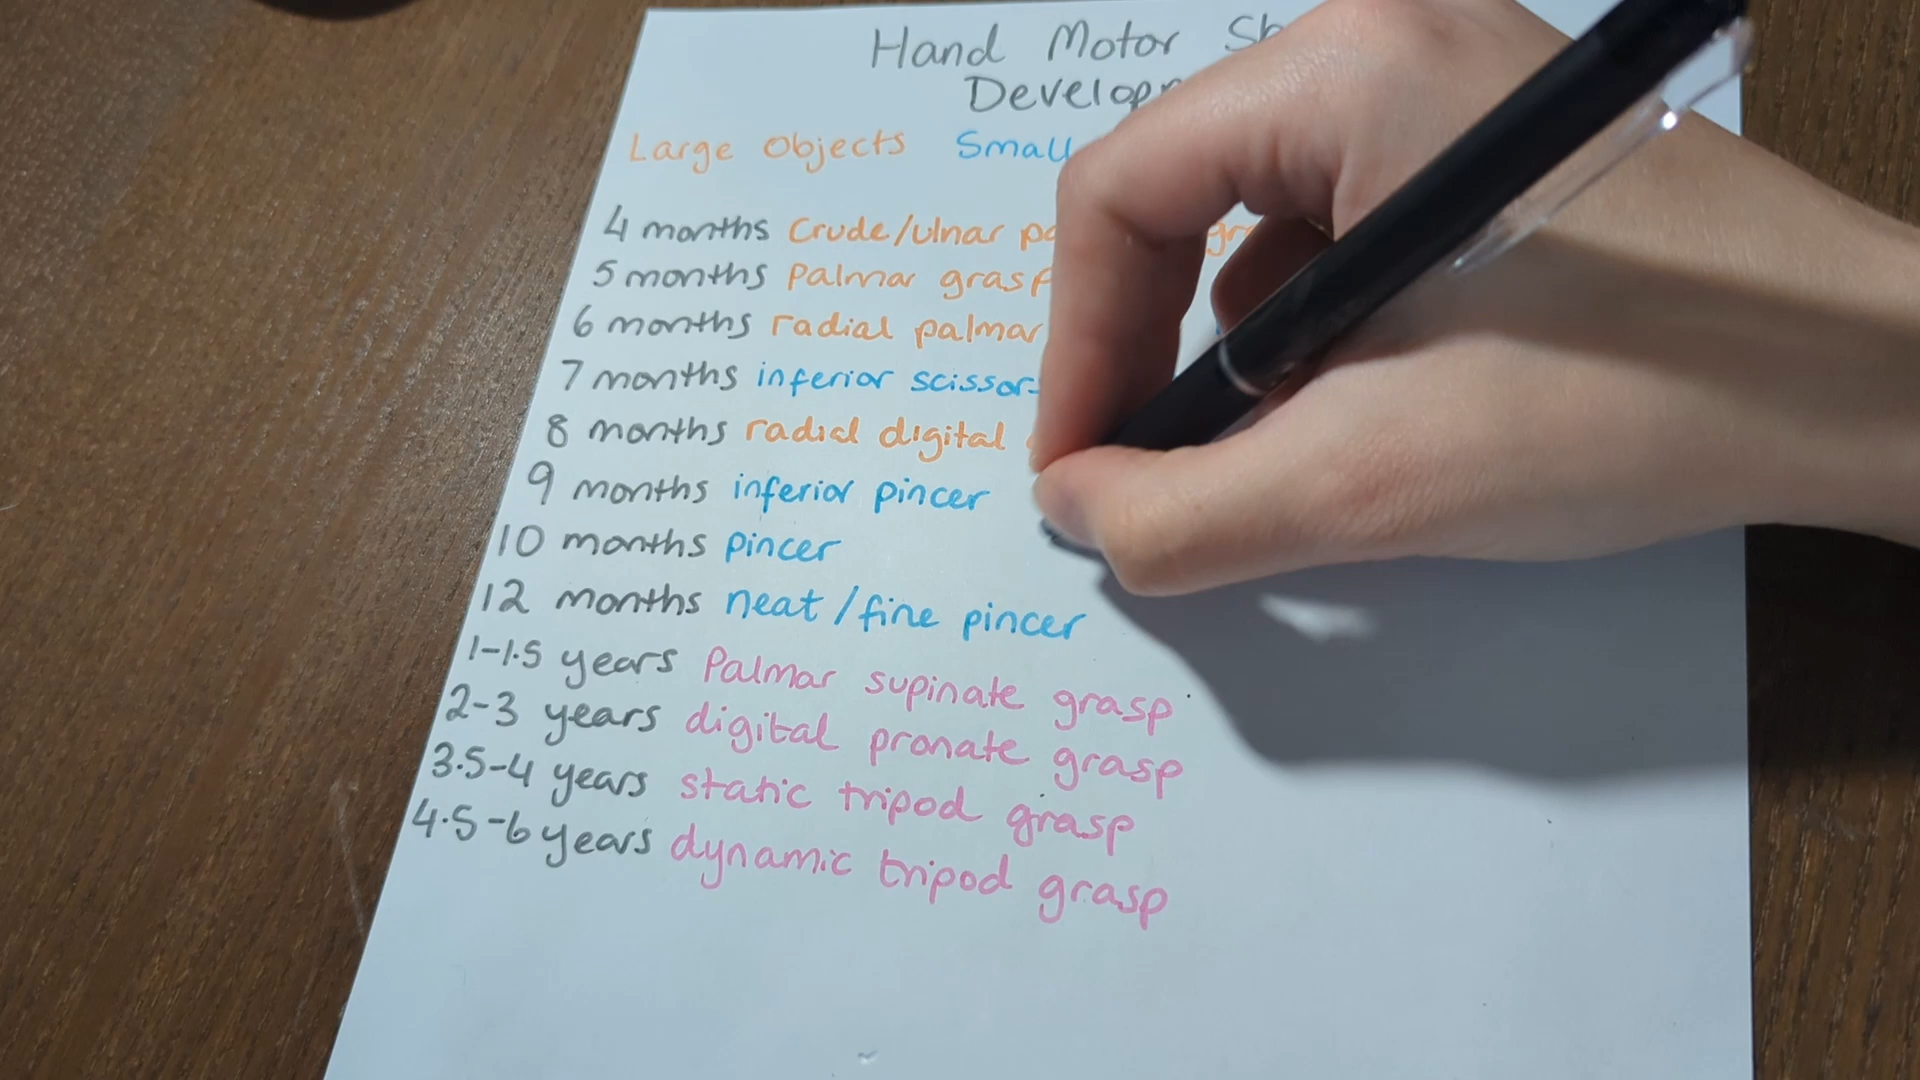 Hand Motor
Large Objects Small
4 months Crude/ulnar
5 months palmar grasp
6 months radial palmar
7 months inferior scissors
8 months radial digital
9 months inferior pincer
10 months pincer
12 months neat/fine pincer
1-1.5 years Palmar supinate grasp
2-3 years digital pronate grasp
3.5-4 years static tripod grasp
4.5-6 years dynamic tripod grasp